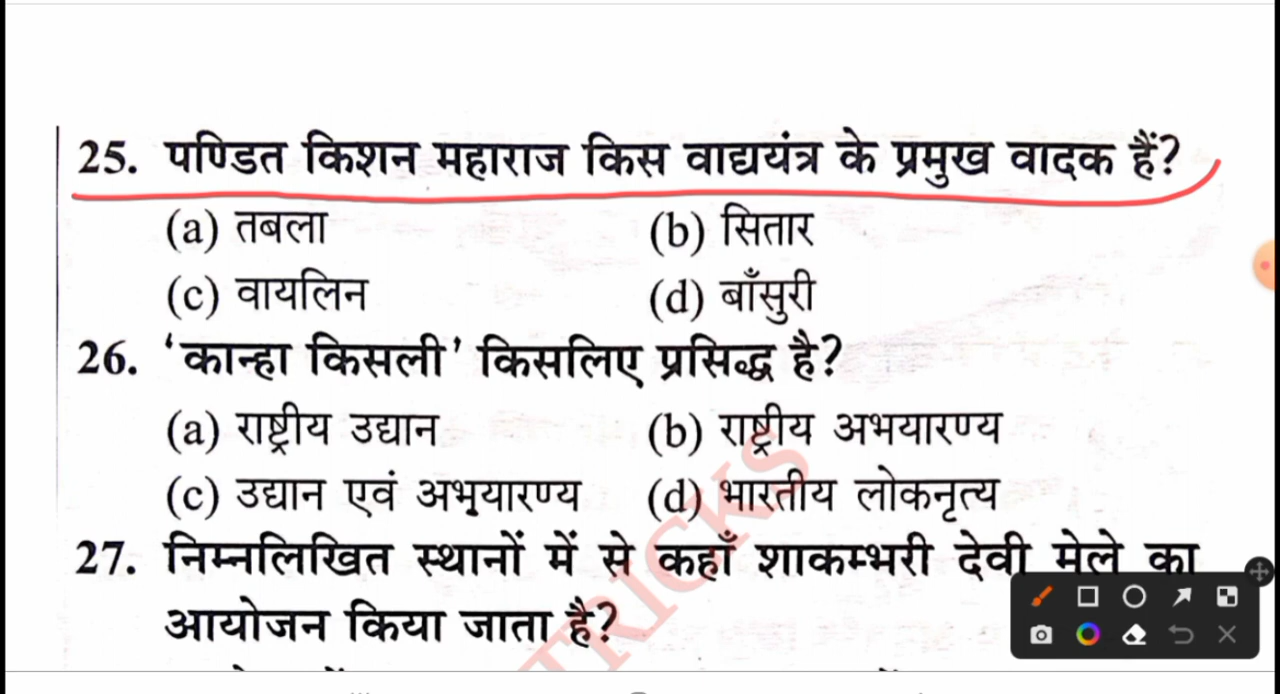 25. पण्डित किशन महाराज किस वाद्ययंत्र के प्रमुख वादक हैं?
(a) तबला (b) सितार
(c) वायलिन (d) बाँसुरी
26. ‘कान्हा किसली’ किसलिए प्रसिद्ध है?
(a) राष्ट्रीय उद्यान (b) राष्ट्रीय अभयारण्य
(c) उद्यान एवं अभयारण्य (d) भारतीय लोकनृत्य
27. निम्नलिखित स्थानों में से कहाँ शाकम्भरी देवी मेले का
आयोजन किया जाता है?
TRICKS